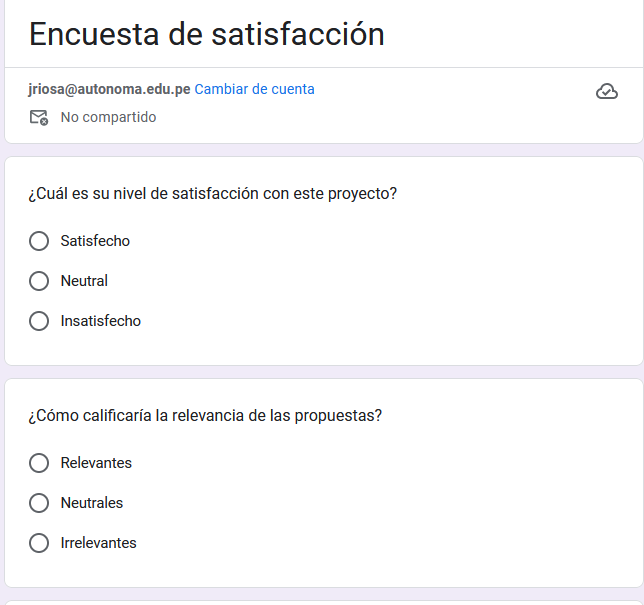 Encuesta de satisfacción
jriosa@autonoma.edu.pe Cambiar de cuenta
No compartido
¿Cuál es su nivel de satisfacción con este proyecto?
Satisfecho
Neutral
Insatisfecho
¿Cómo calificaría la relevancia de las propuestas?
Relevantes
Neutrales
Irrelevantes